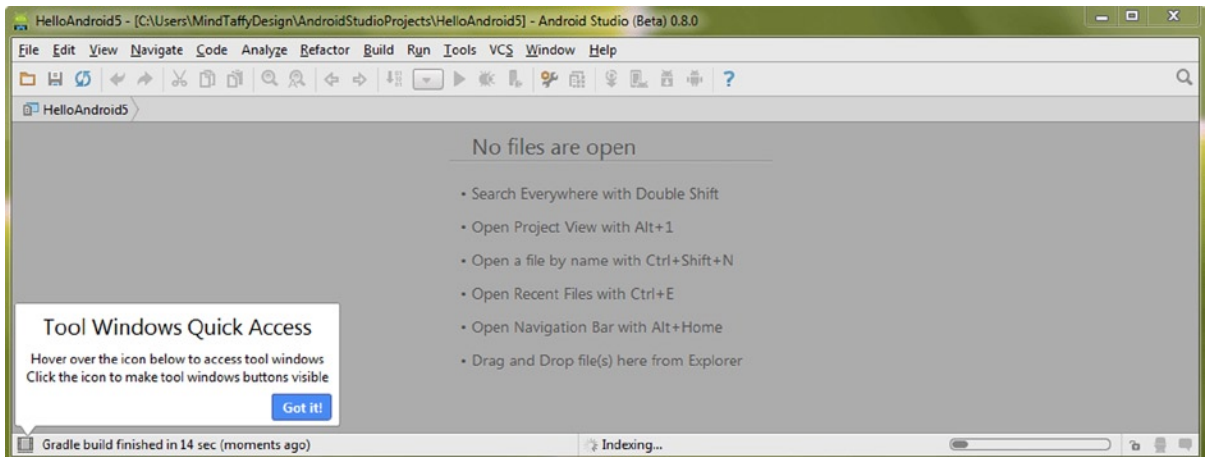 HelloAndroid5 - [C:\Users\MindTaffyDesign\AndroidStudioProjects\HelloAndroid5] - Android Studio (Beta) 0.8.0
File Edit View Navigate Code Analyze Refactor Build Run Tools VCS Window Help
HelloAndroid5
No files are open
• Search Everywhere with Double Shift
• Open Project View with Alt+1
• Open a file by name with Ctrl+Shift+N
• Open Recent Files with Ctrl+E
• Open Navigation Bar with Alt+Home
• Drag and Drop file(s) here from Explorer
Tool Windows Quick Access
Hover over the icon below to access tool windows
Click the icon to make tool windows buttons visible
Got it!
Gradle build finished in 14 sec (moments ago)
Indexing...